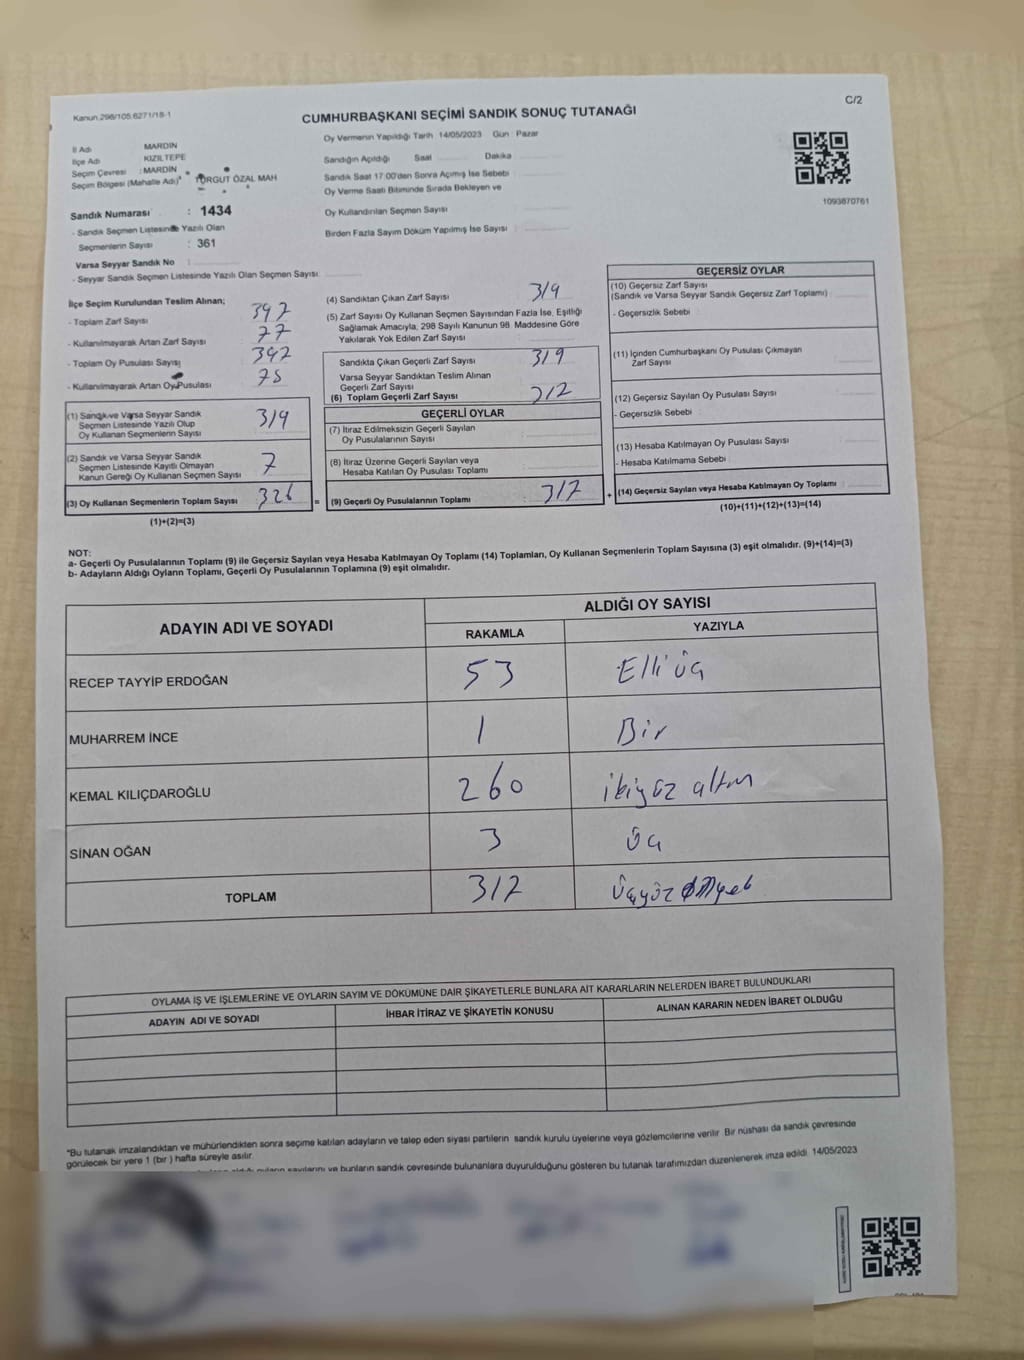 Kanun:298/105.6271/18-1
C/2
CUMHURBAŞKANI SEÇİMİ SANDIK SONUÇ TUTANAĞI
İl Adı MARDİN
İlçe Adı KIZILTEPE
Seçim Çevresi : MARDİN
Seçim Bölgesi (Mahalle Adı) TURGUT ÖZAL MAH
Sandık Numarası : 1434
- Sandık Seçmen Listesinde Yazılı Olan
Seçmenlerin Sayısı : 361
Varsa Seyyar Sandık No :
- Seyyar Sandık Seçmen Listesinde Yazılı Olan Seçmen Sayısı:
Oy Vermenin Yapıldığı Tarih 14/05/2023 Gün : Pazar
Sandığın Açıldığı Saat Dakika
Sandık Saat 17:00'den Sonra Açımış İse Sebebi :
Oy Verme Saati Bitiminde Sırada Bekleyen ve
Oy Kullandırılan Seçmen Sayısı
Birden Fazla Sayım Döküm Yapılmış İse Sayısı :
1093870761
İlçe Seçim Kurulundan Teslim Alınan;
- Toplam Zarf Sayısı 397
- Kullanılmayarak Artan Zarf Sayısı 77
- Toplam Oy Pusulası Sayısı 392
- Kullanılmayarak Artan Oy Pusulası 75
(1) Sandık ve Varsa Seyyar Sandık
Seçmen Listesinde Yazılı Olup
Oy Kullanan Seçmenlerin Sayısı 319
(2) Sandık ve Varsa Seyyar Sandık
Seçmen Listesinde Kayıtlı Olmayan
Kanun Gereği Oy Kullanan Seçmen Sayısı 7
(3) Oy Kullanan Seçmenlerin Toplam Sayısı 326 =
(1)+(2)=(3)
(4) Sandıktan Çıkan Zarf Sayısı 319
(5) Zarf Sayısı Oy Kullanan Seçmen Sayısından Fazla İse, Eşitliği
Sağlamak Amacıyla, 298 Sayılı Kanunun 98. Maddesine Göre
Yakılarak Yok Edilen Zarf Sayısı
Sandıkta Çıkan Geçerli Zarf Sayısı 319
Varsa Seyyar Sandıktan Teslim Alınan
Geçerli Zarf Sayısı
(6) Toplam Geçerli Zarf Sayısı 317
GEÇERLİ OYLAR
(7) İtiraz Edilmeksizin Geçerli Sayılan
Oy Pusulalarının Sayısı
(8) İtiraz Üzerine Geçerli Sayılan veya
Hesaba Katılan Oy Pusulası Toplamı
(9) Geçerli Oy Pusulalarının Toplamı : 317 +
GEÇERSİZ OYLAR
(10) Geçersiz Zarf Sayısı
(Sandık ve Varsa Seyyar Sandık Geçersiz Zarf Toplamı) :
- Geçersizlik Sebebi
(11) İçinden Cumhurbaşkanı Oy Pusulası Çıkmayan
Zarf Sayısı
(12) Geçersiz Sayılan Oy Pusulası Sayısı
- Geçersizlik Sebebi
(13) Hesaba Katılmayan Oy Pusulası Sayısı
- Hesaba Katılmama Sebebi
(14) Geçersiz Sayılan veya Hesaba Katılmayan Oy Toplamı
(10)+(11)+(12)+(13)=(14)
NOT:
a- Geçerli Oy Pusulalarının Toplamı (9) ile Geçersiz Sayılan veya Hesaba Katılmayan Oy Toplamı (14) Toplamları, Oy Kullanan Seçmenlerin Toplam Sayısına (3) eşit olmalıdır. (9)+(14)=(3)
b- Adayların Aldığı Oyların Toplamı, Geçerli Oy Pusulalarının Toplamına (9) eşit olmalıdır.
ADAYIN ADI VE SOYADI ALDIĞI OY SAYISI
RAKAMLA YAZIYLA
RECEP TAYYİP ERDOĞAN 53 Elli üç
MUHARREM İNCE 1 Bir
KEMAL KILIÇDAROĞLU 260 ikiyüz altmış
SİNAN OĞAN 3 üç
TOPLAM 317 üçyüz
OYLAMA İŞ VE İŞLEMLERİNE VE OYLARIN SAYIM VE DÖKÜMÜNE DAİR ŞİKAYETLERLE BUNLARA AİT KARARLARIN NELERDEN İBARET BULUNDUKLARI
ADAYIN ADI VE SOYADI İHBAR İTİRAZ VE ŞİKAYETİN KONUSU ALINAN KARARIN NEDEN İBARET OLDUĞU
"Bu tutanak imzalandıktan ve mühürlendikten sonra seçime katılan adayların ve talep eden siyasi partilerin sandık kurulu üyelerine veya gözlemcilerine verilir. Bir nüshası da sandık çevresinde
görülecek bir yere 1 (bir) hafta süreyle asılır.
sayılarını ve bunların sandık çevresinde bulunanlara duyurulduğunu gösteren bu tutanak tarafımızdan düzenlenerek imza edildi. 14/05/2023